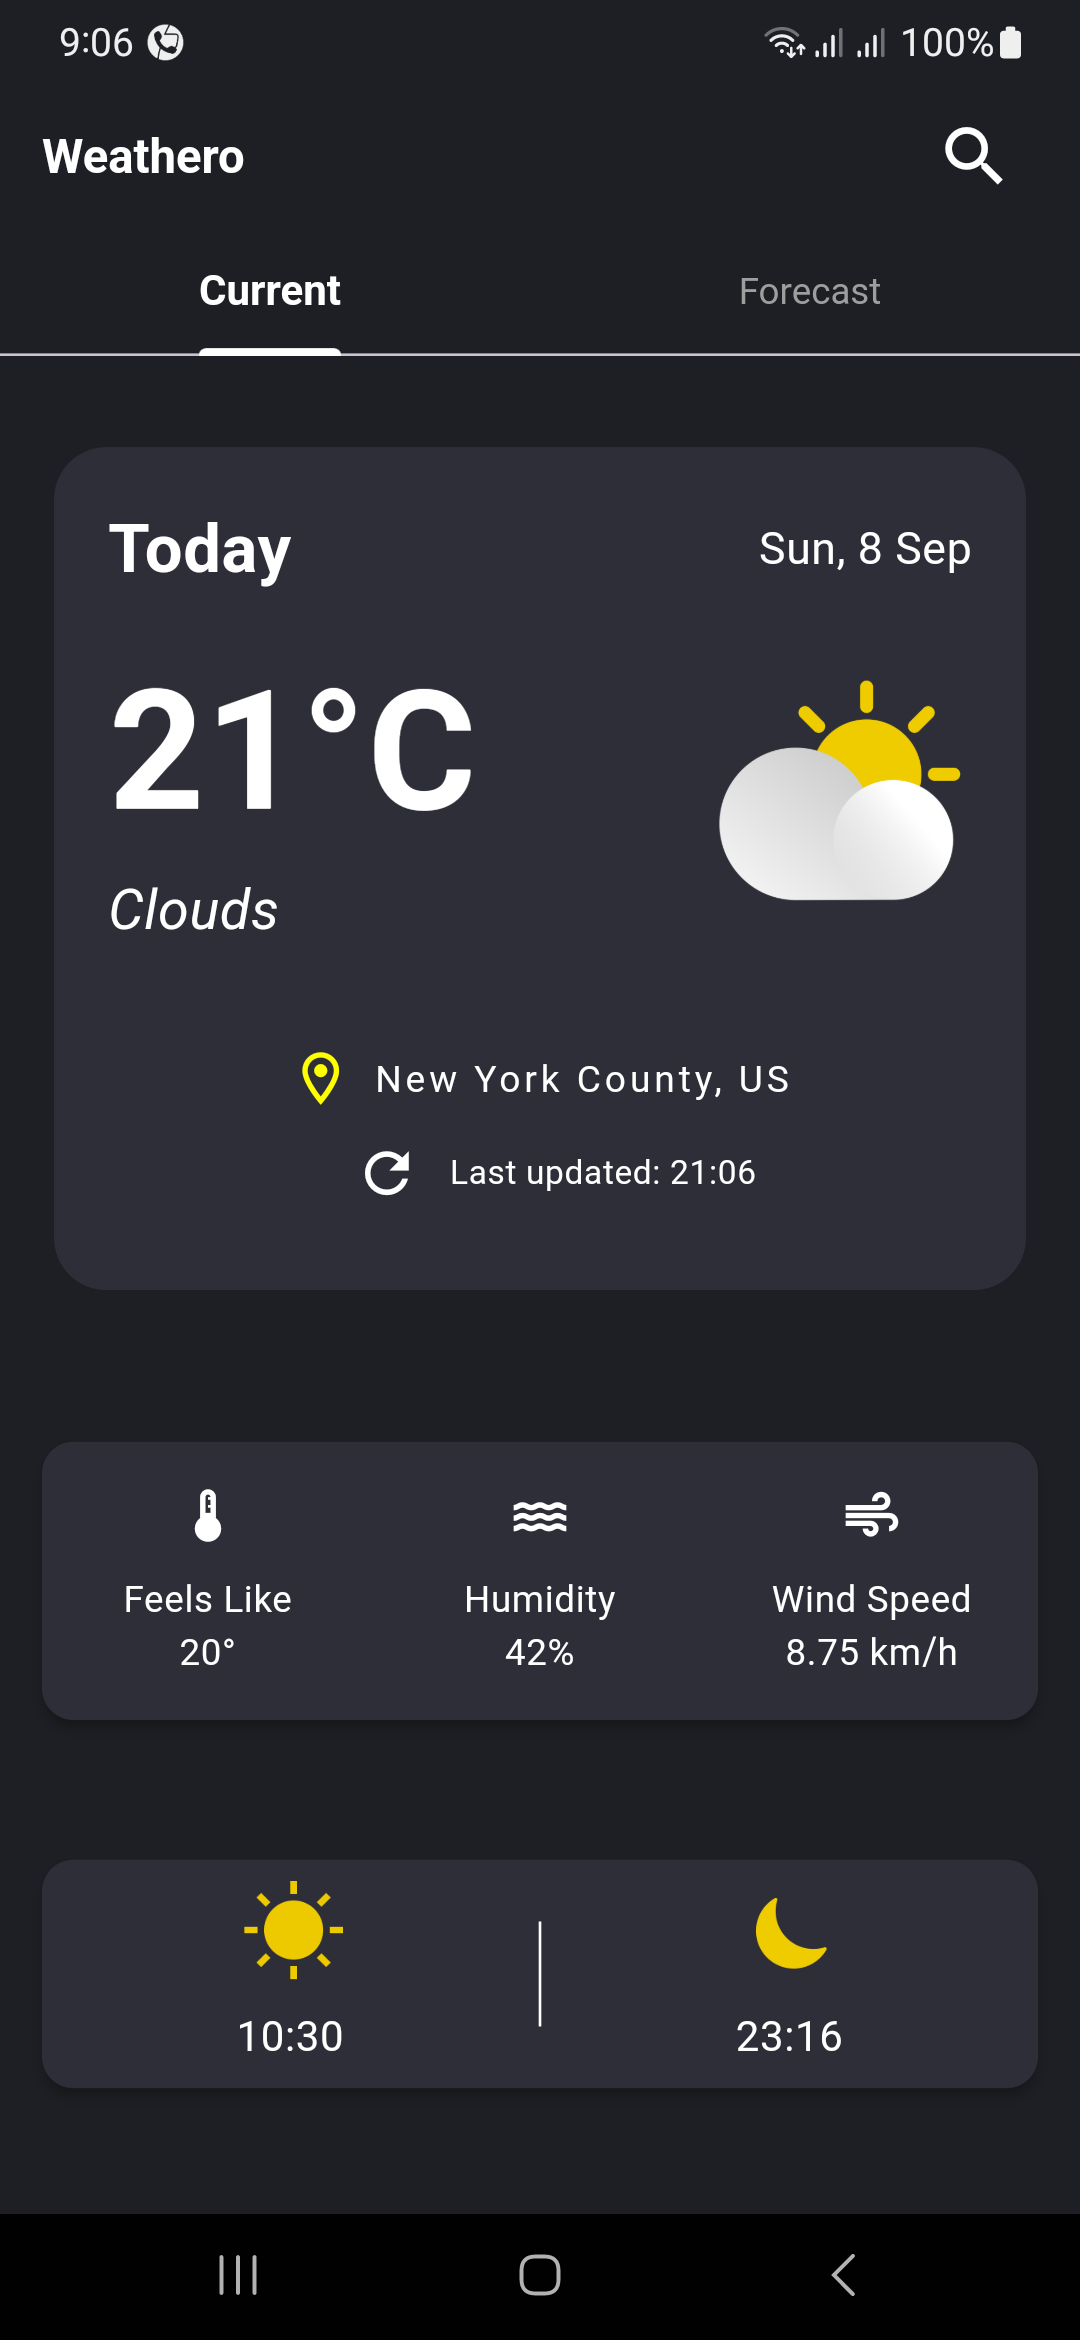 9:06 100%
Weathero
Current Forecast
Today Sun, 8 Sep
21°C
Clouds
New York County, US
Last updated: 21:06
Feels Like Humidity Wind Speed
20° 42% 8.75 km/h
10:30 23:16